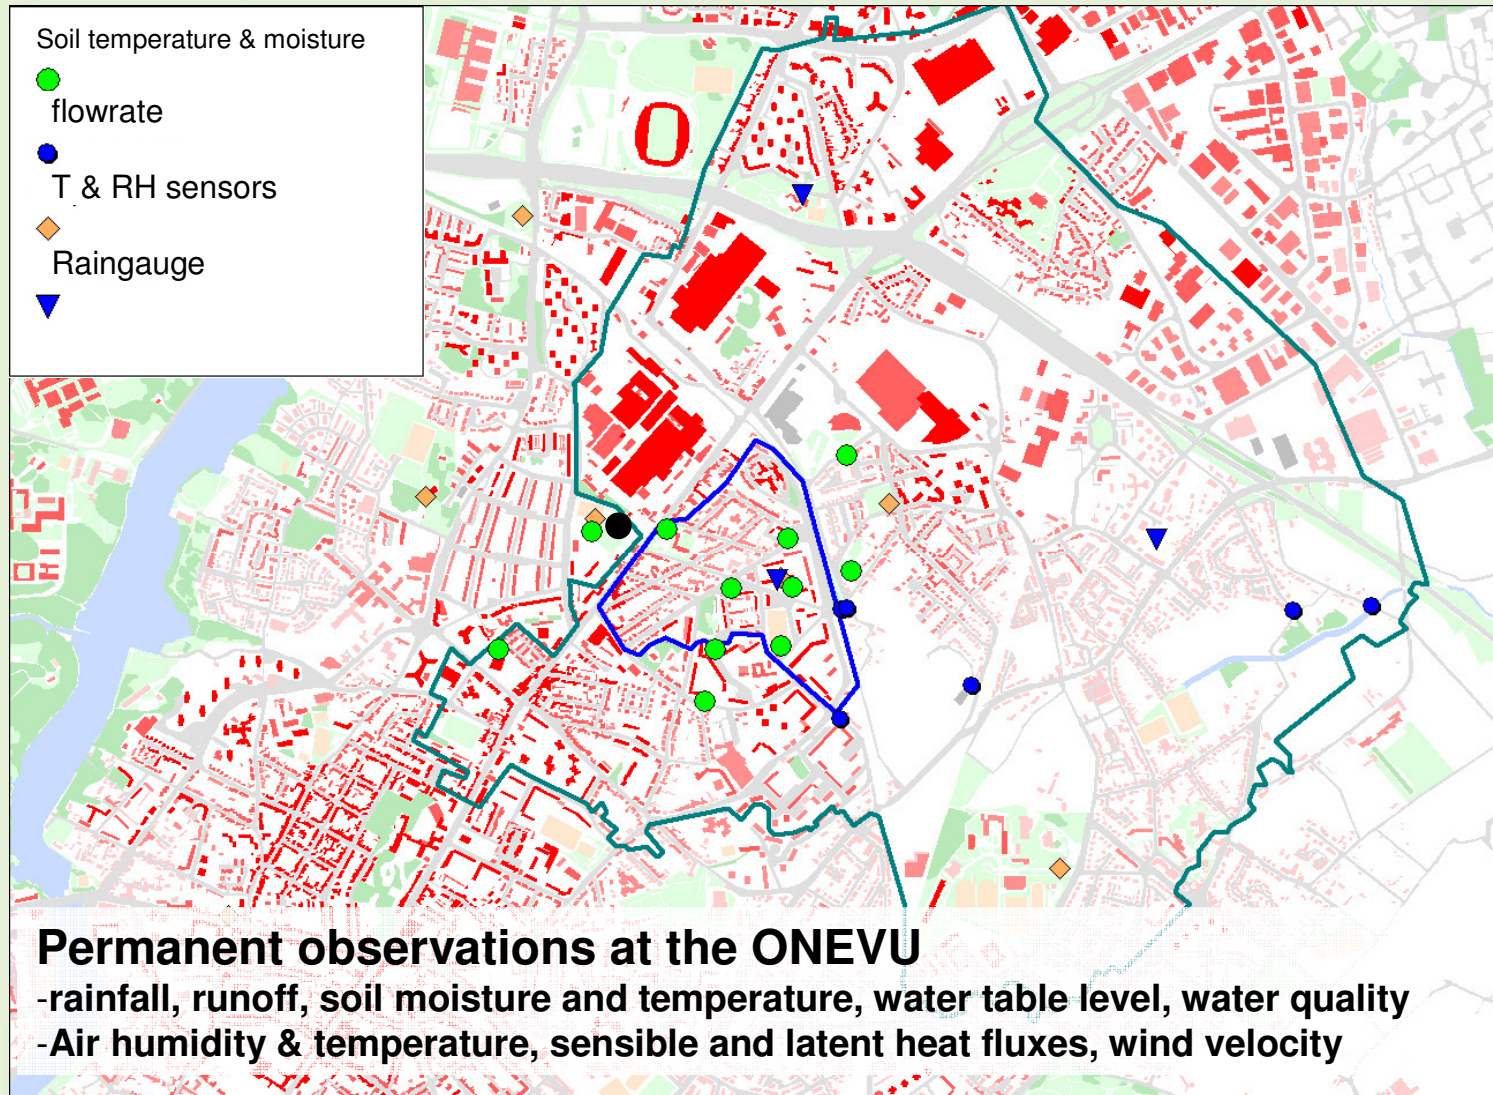 Soil temperature & moisture
flowrate
T & RH sensors
Raingauge
Permanent observations at the ONEVU
-rainfall, runoff, soil moisture and temperature, water table level, water quality
-Air humidity & temperature, sensible and latent heat fluxes, wind velocity